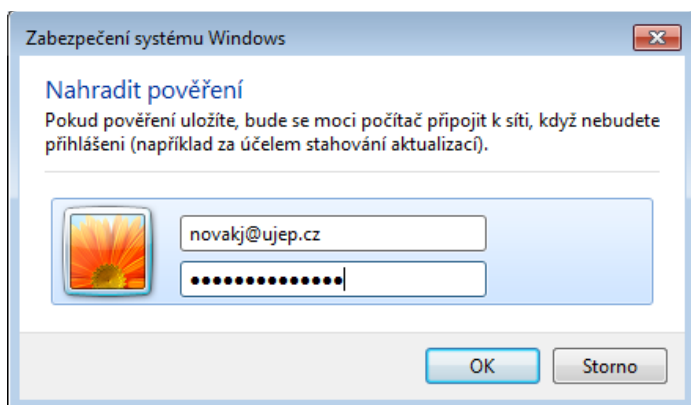 Zabezpečení systému Windows
Nahradit pověření
Pokud pověření uložíte, bude se moci počítač připojit k síti, když nebudete
přihlášeni (například za účelem stahování aktualizací).
novakj@ujep.cz
●●●●●●●●●●●●●●
OK Storno